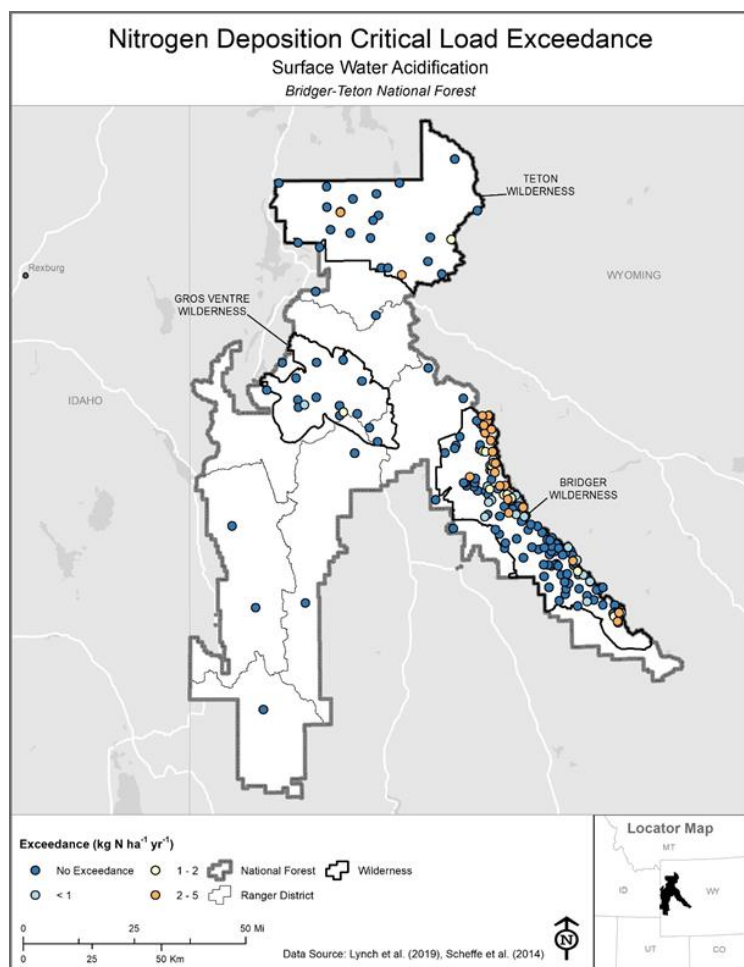 Nitrogen Deposition Critical Load Exceedance
Surface Water Acidification
Bridger-Teton National Forest
TETON
WILDERNESS
Rexburg
WYOMING
GROS VENTRE
WILDERNESS
IDAHO
BRIDGER
WILDERNESS
Exceedance (kg N ha⁻¹ yr⁻¹)
No Exceedance
1 - 2
National Forest
Wilderness
< 1
2 - 5
Ranger District
0 25 50 Mi
0 25 50 Km
Data Source: Lynch et al. (2019), Scheffe et al. (2014)
N
Locator Map
MT
ID
WY
UT
CO